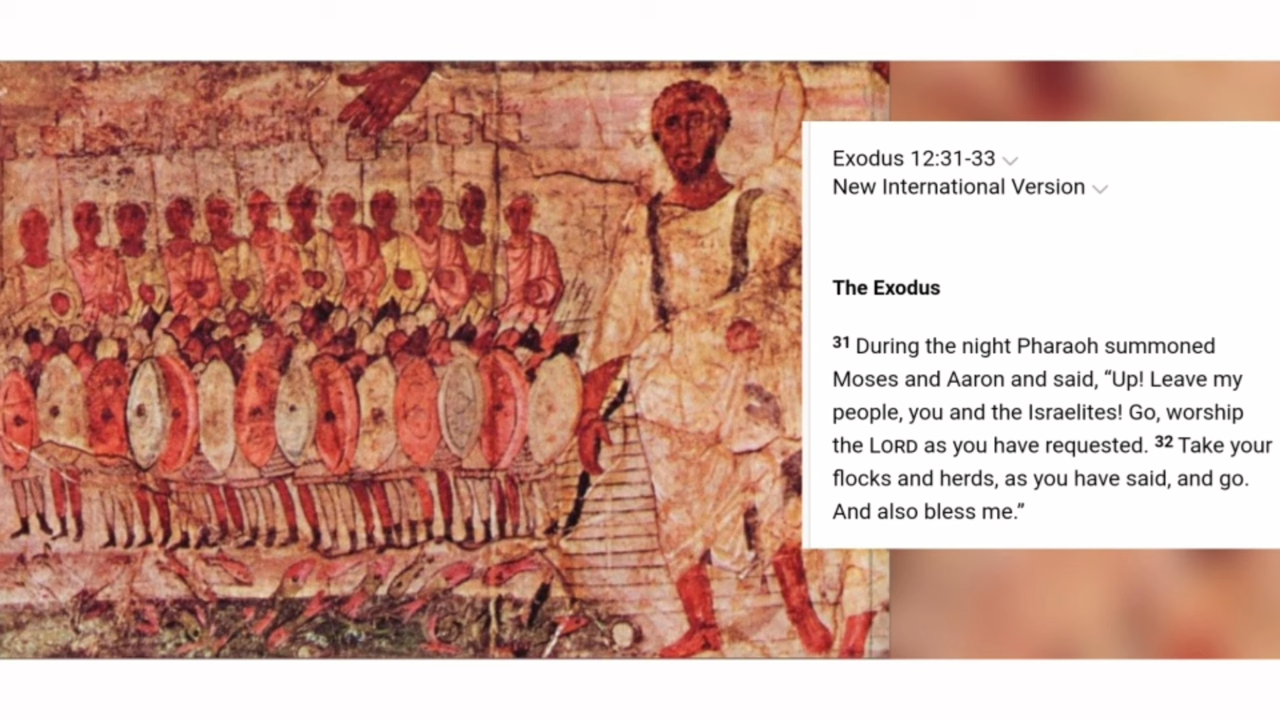 Exodus 12:31-33
New International Version
The Exodus
31 During the night Pharaoh summoned
Moses and Aaron and said, “Up! Leave my
people, you and the Israelites! Go, worship
the LORD as you have requested. 32 Take your
flocks and herds, as you have said, and go.
And also bless me.”